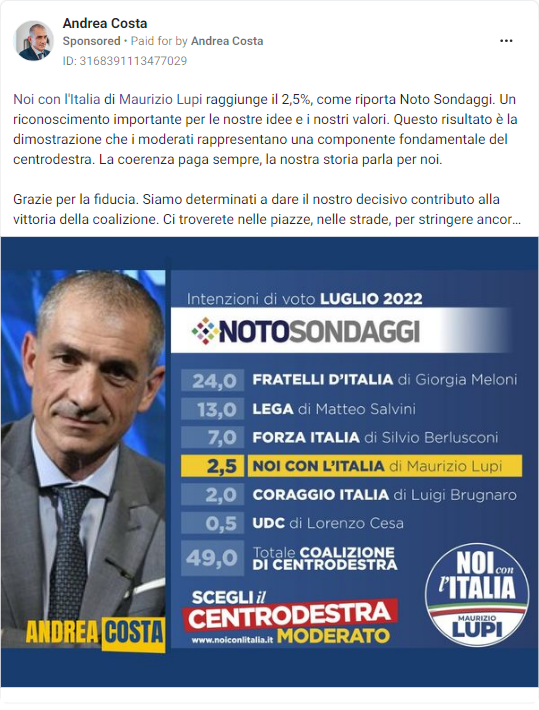 Andrea Costa
Sponsored • Paid for by Andrea Costa
ID: 3168391113477029
Noi con l'Italia di Maurizio Lupi raggiunge il 2,5%, come riporta Noto Sondaggi. Un
riconoscimento importante per le nostre idee e i nostri valori. Questo risultato è la
dimostrazione che i moderati rappresentano una componente fondamentale del
centrodestra. La coerenza paga sempre, la nostra storia parla per noi.
Grazie per la fiducia. Siamo determinati a dare il nostro decisivo contributo alla
vittoria della coalizione. Ci troverete nelle piazze, nelle strade, per stringere ancor...
Intenzioni di voto LUGLIO 2022
NOTOSONDAGGI
24,0 FRATELLI D'ITALIA di Giorgia Meloni
13,0 LEGA di Matteo Salvini
7,0 FORZA ITALIA di Silvio Berlusconi
2,5 NOI CON L'ITALIA di Maurizio Lupi
2,0 CORAGGIO ITALIA di Luigi Brugnaro
0,5 UDC di Lorenzo Cesa
49,0 Totale COALIZIONE
DI CENTRODESTRA
SCEGLI il
CENTRODESTRA
MODERATO
www.noiconlitalia.it
NOI con
l'ITALIA
MAURIZIO
LUPI
ANDREA COSTA